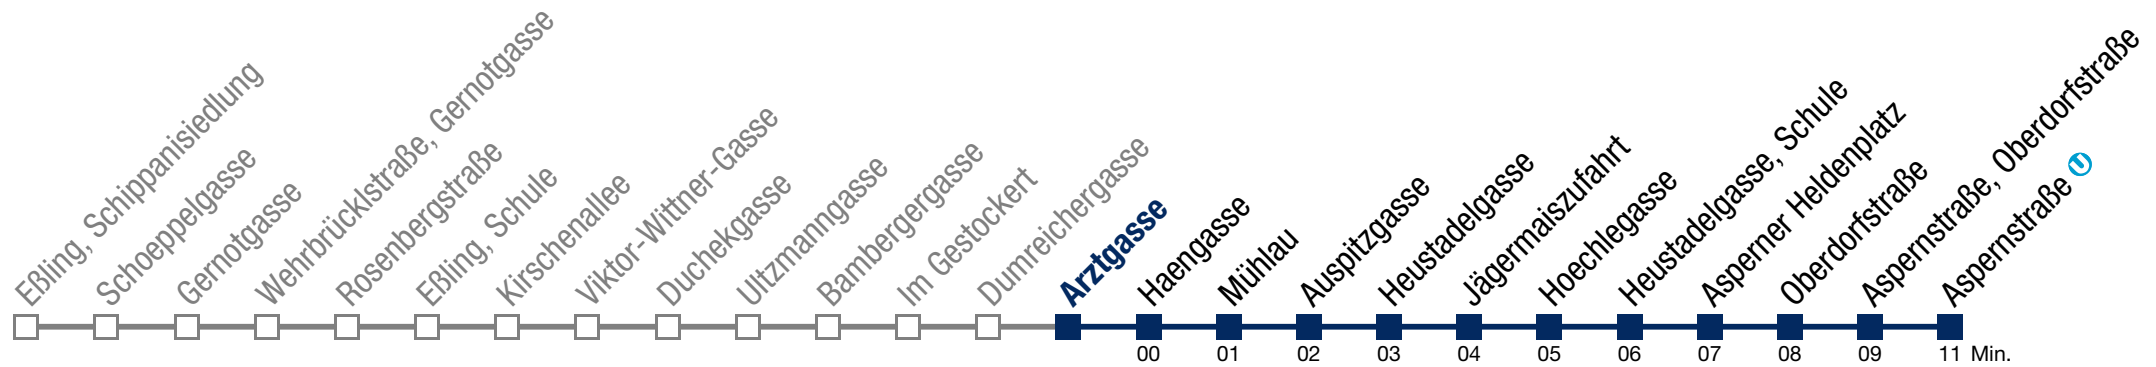 Eßling, Schippanisiedlung
Schoeppelgasse
Gernotgasse
Wehrbrücklstraße, Gernotgasse
Rosenbergstraße
Eßling, Schule
Kirschenallee
Viktor-Wittner-Gasse
Duchekgasse
Ultzmanngasse
Bambergergasse
Im Gestockert
Dumreichergasse
Arztgasse
Haengasse
Mühlau
Auspitzgasse
Heustadelgasse
Jägermaiszufahrt
Hoechlegasse
Heustadelgasse, Schule
Asperner Heldenplatz
Oberdorfstraße
Aspernstraße, Oberdorfstraße
Aspernstraße U
00 01 02 03 04 05 06 07 08 09 11 Min.